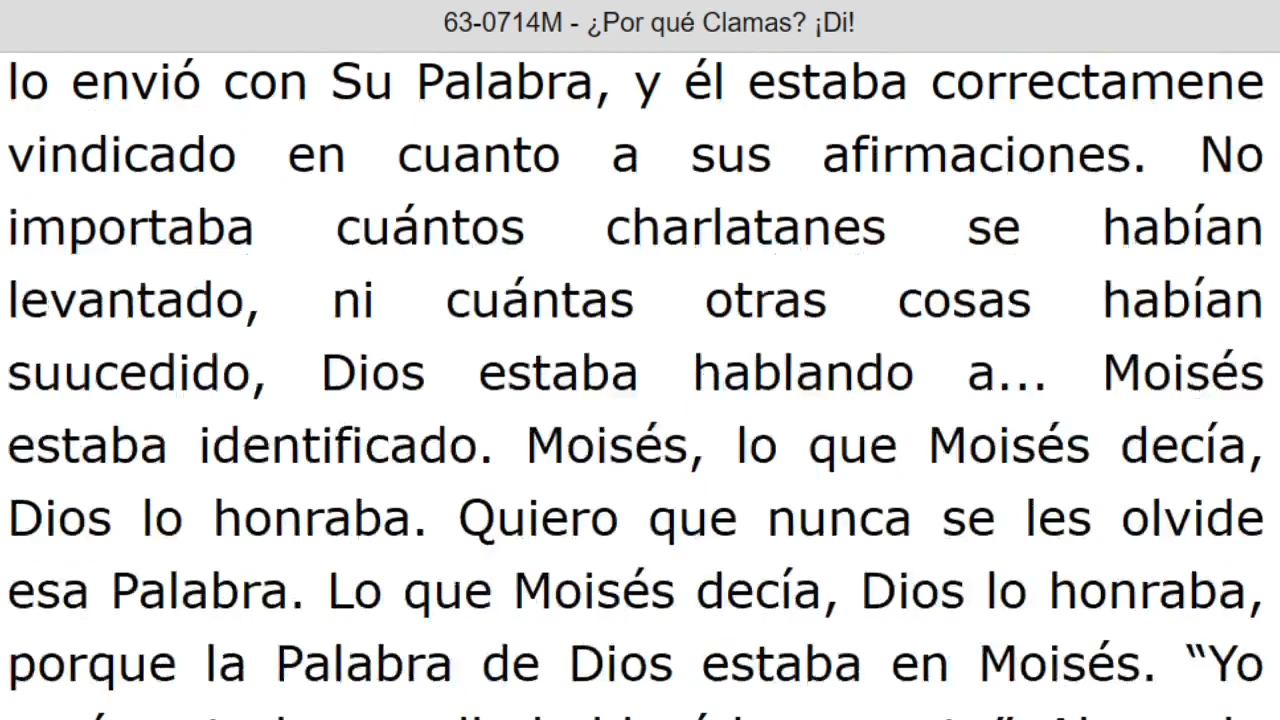 63-0714M - ¿Por qué Clamas? ¡Di!
lo envió con Su Palabra, y él estaba correctamene
vindicado en cuanto a sus afirmaciones. No
importaba cuántos charlatanes se habían
levantado, ni cuántas otras cosas habían
suucedido, Dios estaba hablando a… Moisés
estaba identificado. Moisés, lo que Moisés decía,
Dios lo honraba. Quiero que nunca se les olvide
esa Palabra. Lo que Moisés decía, Dios lo honraba,
porque la Palabra de Dios estaba en Moisés. “Yo